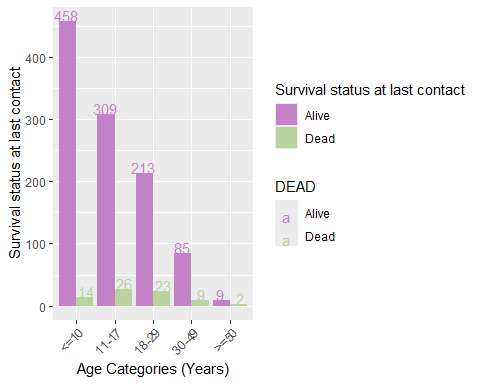 458
309
213
85
9
14
26
23
9
2
400
300
200
100
0
<=10
11-17
18-29
30-49
>=50
Age Categories (Years)
Survival status at last contact
Survival status at last contact
Alive
Dead
DEAD
a Alive
a Dead